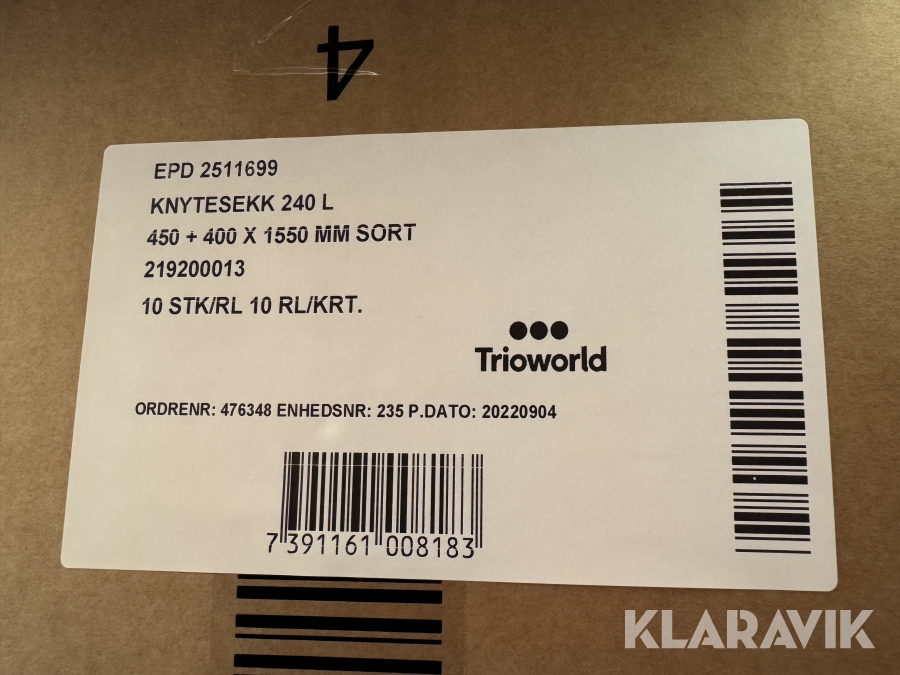 4
EPD 2511699
KNYTESEKK 240 L
450 + 400 X 1550 MM SORT
219200013
10 STK/RL 10 RL/KRT.
Trioworld
ORDRENR: 476348 ENHEDSNR: 235 P.DATO: 20220904
7 391161 008183
KLARAVIK